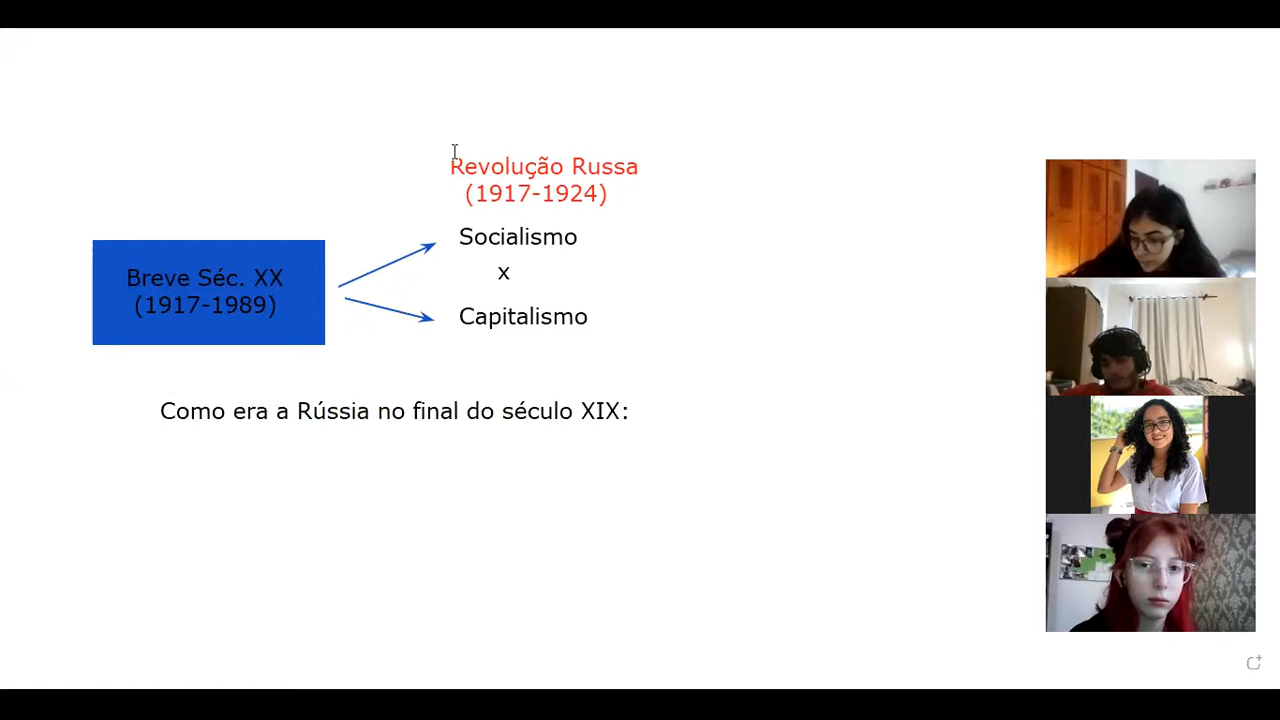 Revolução Russa
(1917-1924)
Socialismo
Breve Séc. XX
(1917-1989)
x
Capitalismo
Como era a Rússia no final do século XIX: